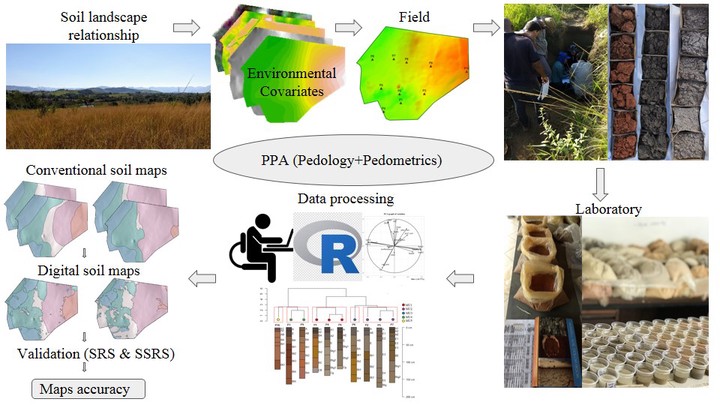 Soil landscape
relationship
Environmental
Covariates
Field
PPA (Pedology+Pedometrics)
Laboratory
Data processing
R
Conventional soil maps
Digital soil maps
Validation (SRS & SSRS)
Maps accuracy